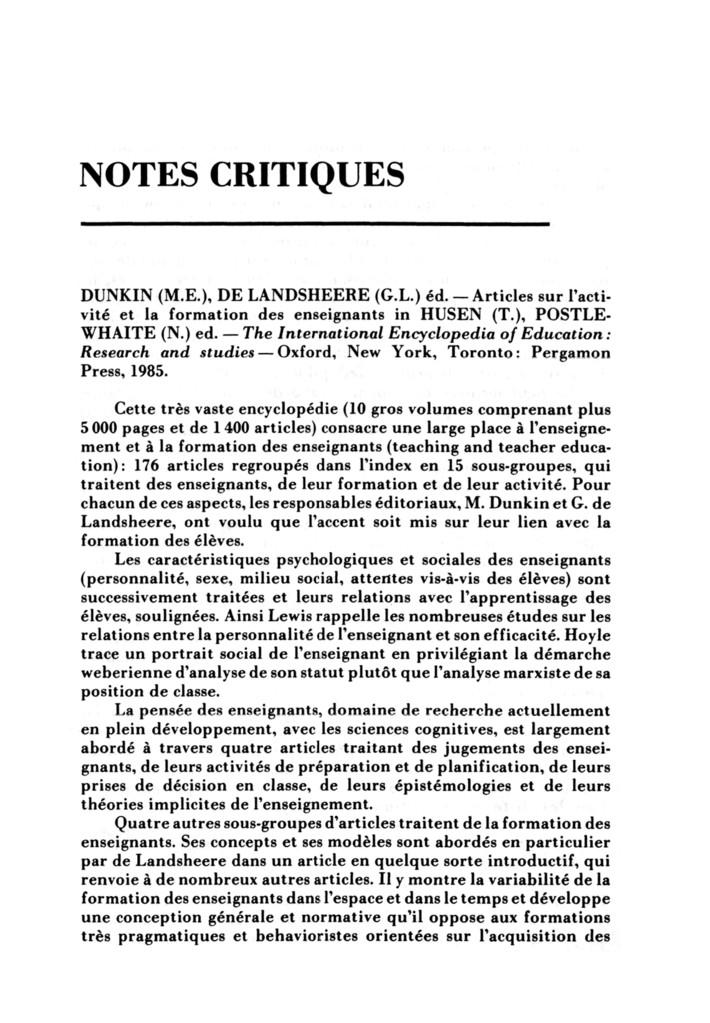 NOTES CRITIQUES
DUNKIN (M.E.), DE LANDSHEERE (G.L.) éd. — Articles sur l'acti-
vité et la formation des enseignants in HUSEN (T.), POSTLE-
WHAITE (N.) ed. — The International Encyclopedia of Education :
Research and studies — Oxford, New York, Toronto : Pergamon
Press, 1985.
Cette très vaste encyclopédie (10 gros volumes comprenant plus
5 000 pages et de 1 400 articles) consacre une large place à l'enseigne-
ment et à la formation des enseignants (teaching and teacher educa-
tion) : 176 articles regroupés dans l'index en 15 sous-groupes, qui
traitent des enseignants, de leur formation et de leur activité. Pour
chacun de ces aspects, les responsables éditoriaux, M. Dunkin et G. de
Landsheere, ont voulu que l'accent soit mis sur leur lien avec la
formation des élèves.
Les caractéristiques psychologiques et sociales des enseignants
(personnalité, sexe, milieu social, attentes vis-à-vis des élèves) sont
successivement traitées et leurs relations avec l'apprentissage des
élèves, soulignées. Ainsi Lewis rappelle les nombreuses études sur les
relations entre la personnalité de l'enseignant et son efficacité. Hoyle
trace un portrait social de l'enseignant en privilégiant la démarche
weberienne d'analyse de son statut plutôt que l'analyse marxiste de sa
position de classe.
La pensée des enseignants, domaine de recherche actuellement
en plein développement, avec les sciences cognitives, est largement
abordé à travers quatre articles traitant des jugements des ensei-
gnants, de leurs activités de préparation et de planification, de leurs
prises de décision en classe, de leurs épistémologies et de leurs
théories implicites de l'enseignement.
Quatre autres sous-groupes d'articles traitent de la formation des
enseignants. Ses concepts et ses modèles sont abordés en particulier
par de Landsheere dans un article en quelque sorte introductif, qui
renvoie à de nombreux autres articles. Il y montre la variabilité de la
formation des enseignants dans l'espace et dans le temps et développe
une conception générale et normative qu'il oppose aux formations
très pragmatiques et behavioristes orientées sur l'acquisition des